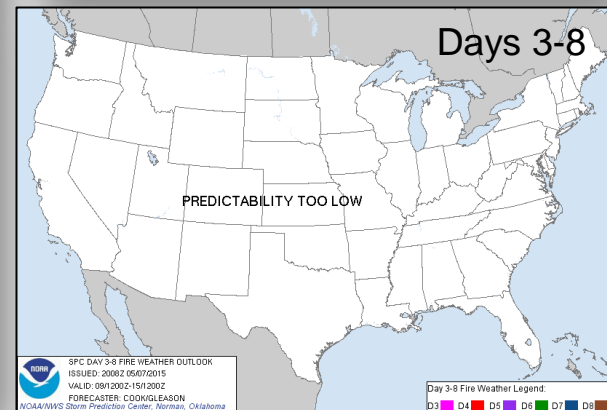 Days 3-8
PREDICTABILITY TOO LOW
NOAA
SPC DAY 3-8 FIRE WEATHER OUTLOOK
ISSUED: 2008Z 05/07/2015
VALID: 09/1200Z-15/1200Z
FORECASTER: COOK/GLEASON
NOAA/NWS Storm Prediction Center, Norman, Oklahoma
Day 3-8 Fire Weather Legend:
D3 D4 D5 D6 D7 D8